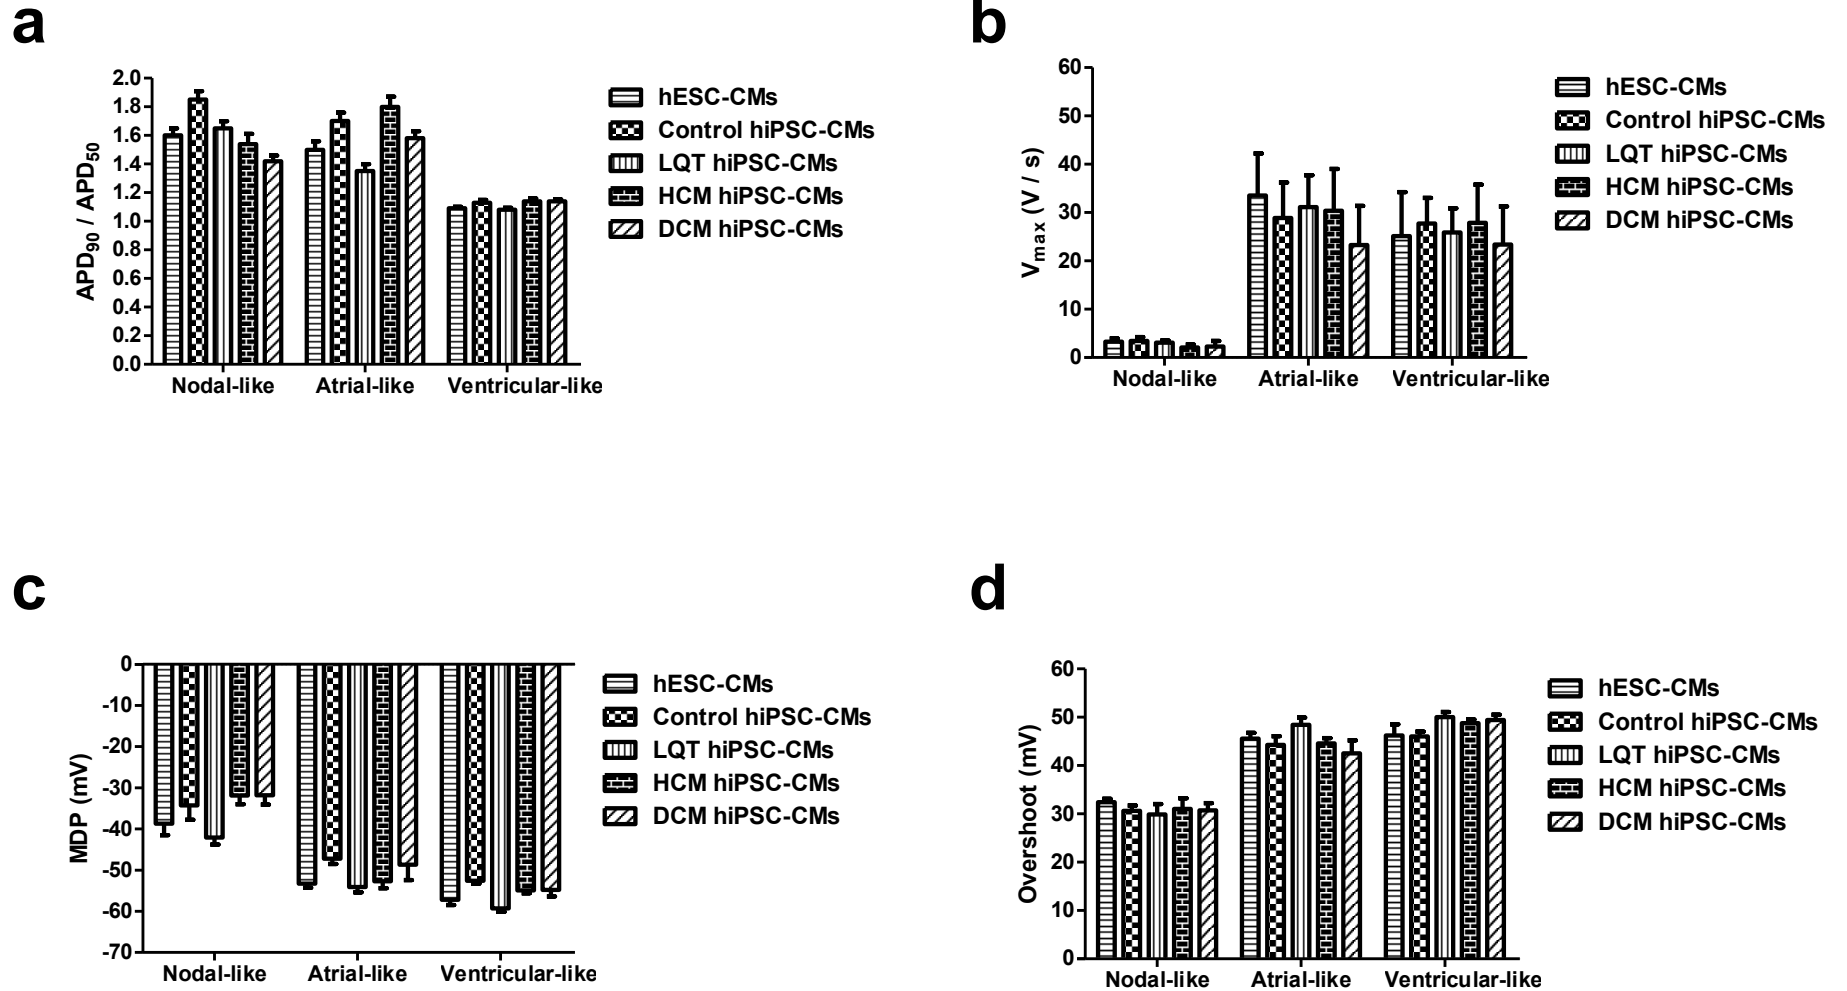 a
2.0
1.8
1.6
1.4
1.2
1.0
0.8
0.6
0.4
0.2
0.0
APD90 / APD50
Nodal-like Atrial-like Ventricular-like
hESC-CMs
Control hiPSC-CMs
LQT hiPSC-CMs
HCM hiPSC-CMs
DCM hiPSC-CMs
b
60
50
40
30
20
10
0
Vmax (V / s)
Nodal-like Atrial-like Ventricular-like
hESC-CMs
Control hiPSC-CMs
LQT hiPSC-CMs
HCM hiPSC-CMs
DCM hiPSC-CMs
c
0
-10
-20
-30
-40
-50
-60
-70
MDP (mV)
Nodal-like Atrial-like Ventricular-like
hESC-CMs
Control hiPSC-CMs
LQT hiPSC-CMs
HCM hiPSC-CMs
DCM hiPSC-CMs
d
60
50
40
30
20
10
0
Overshoot (mV)
Nodal-like Atrial-like Ventricular-like
hESC-CMs
Control hiPSC-CMs
LQT hiPSC-CMs
HCM hiPSC-CMs
DCM hiPSC-CMs